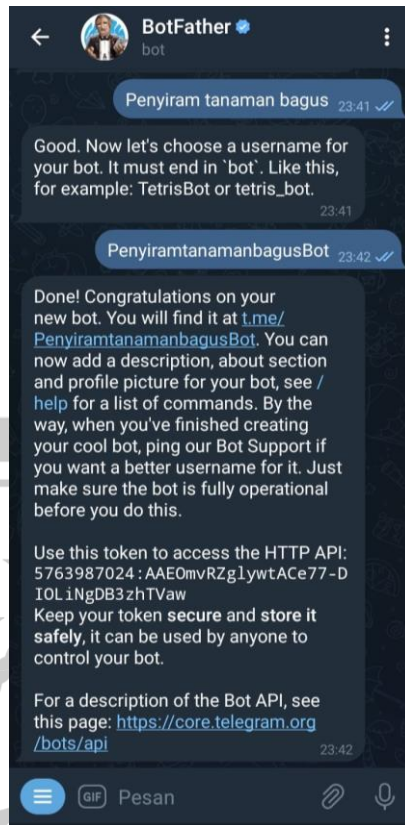 BotFather
bot
Penyiram tanaman bagus 23:41
Good. Now let's choose a username for
your bot. It must end in `bot`. Like this,
for example: TetrisBot or tetris_bot.
23:41
PenyiramtanamanbagusBot 23:42
Done! Congratulations on your
new bot. You will find it at t.me/
PenyiramtanamanbagusBot. You can
now add a description, about section
and profile picture for your bot, see /
help for a list of commands. By the
way, when you've finished creating
your cool bot, ping our Bot Support if
you want a better username for it. Just
make sure the bot is fully operational
before you do this.
Use this token to access the HTTP API:
5763987024:AAEOmvRZglywtACe77-D
IOLiNgDB3zhTVaw
Keep your token secure and store it
safely, it can be used by anyone to
control your bot.
For a description of the Bot API, see
this page: https://core.telegram.org
/bots/api
23:42
GIF Pesan